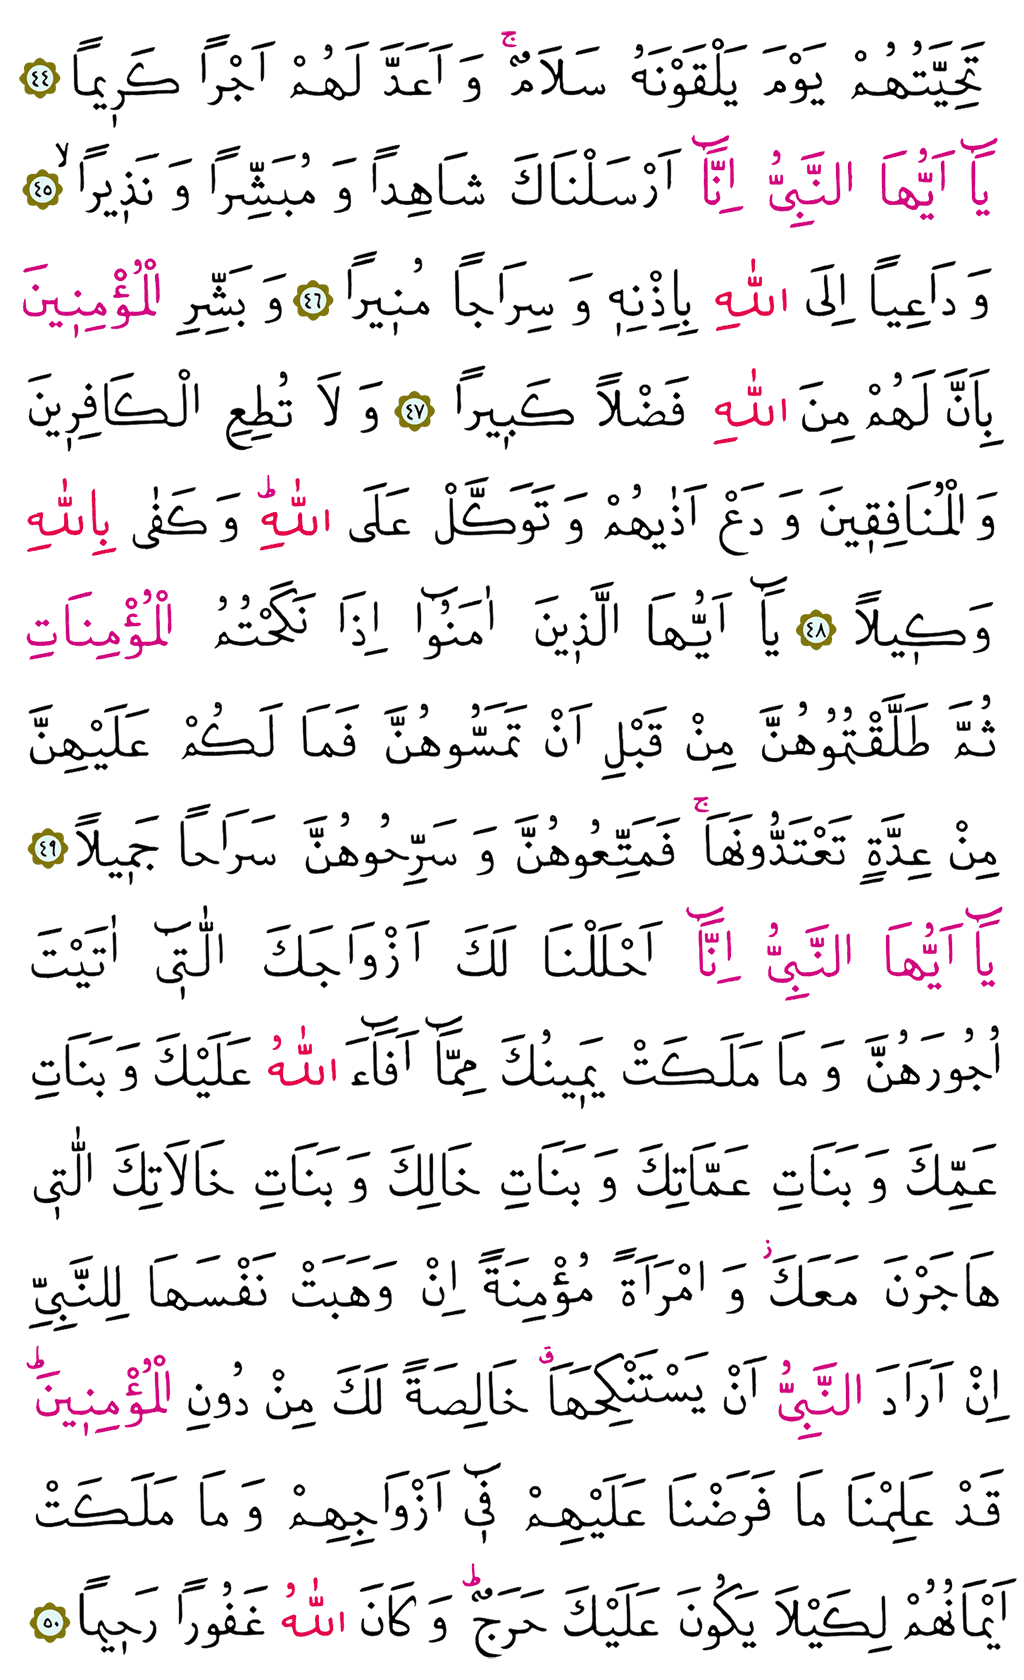 تَحِيَّتُهُمْ يَوْمَ يَلْقَوْنَهُ سَلَامٌۚ وَ اَعَدَّ لَهُمْ اَجْرًا كَرٖيمًا ﴿٤٤﴾
يَٓا اَيُّهَا النَّبِيُّ اِنَّٓا اَرْسَلْنَاكَ شَاهِدًا وَ مُبَشِّرًا وَ نَذٖيرًاۙ ﴿٤٥﴾
وَ دَاعِيًا اِلَى اللّٰهِ بِاِذْنِهٖ وَ سِرَاجًا مُنٖيرًا ﴿٤٦﴾ وَ بَشِّرِ الْمُؤْمِنٖينَ
بِاَنَّ لَهُمْ مِنَ اللّٰهِ فَضْلًا كَبٖيرًا ﴿٤٧﴾ وَ لَا تُطِعِ الْكَافِرٖينَ
وَالْمُنَافِقٖينَ وَ دَعْ اَذٰيهُمْ وَ تَوَكَّلْ عَلَى اللّٰهِؕ وَ كَفٰى بِاللّٰهِ
وَكٖيلًا ﴿٤٨﴾ يَٓا اَيُّهَا الَّذٖينَ اٰمَنُٓوا اِذَا نَكَحْتُمُ الْمُؤْمِنَاتِ
ثُمَّ طَلَّقْتُمُوهُنَّ مِنْ قَبْلِ اَنْ تَمَسُّوهُنَّ فَمَا لَكُمْ عَلَيْهِنَّ
مِنْ عِدَّةٍ تَعْتَدُّونَهَاۚ فَمَتِّعُوهُنَّ وَ سَرِّحُوهُنَّ سَرَاحًا جَمٖيلًا ﴿٤٩﴾
يَٓا اَيُّهَا النَّبِيُّ اِنَّٓا اَحْلَلْنَا لَكَ اَزْوَاجَكَ الّٰتٖٓي اٰتَيْتَ
اُجُورَهُنَّ وَ مَا مَلَكَتْ يَمٖينُكَ مِمَّٓا اَفَٓاءَ اللّٰهُ عَلَيْكَ وَ بَنَاتِ
عَمِّكَ وَ بَنَاتِ عَمَّاتِكَ وَ بَنَاتِ خَالِكَ وَ بَنَاتِ خَالَاتِكَ الّٰتٖي
هَاجَرْنَ مَعَكَؗ وَ امْرَاَةً مُؤْمِنَةً اِنْ وَهَبَتْ نَفْسَهَا لِلنَّبِيِّ
اِنْ اَرَادَ النَّبِيُّ اَنْ يَسْتَنْكِحَهَاࣗ خَالِصَةً لَكَ مِنْ دُونِ الْمُؤْمِنٖينَؕ
قَدْ عَلِمْنَا مَا فَرَضْنَا عَلَيْهِمْ فٖٓي اَزْوَاجِهِمْ وَ مَا مَلَكَتْ
اَيْمَانُهُمْ لِكَيْلَا يَكُونَ عَلَيْكَ حَرَجٌؕ وَ كَانَ اللّٰهُ غَفُورًا رَحٖيمًا ﴿٥٠﴾